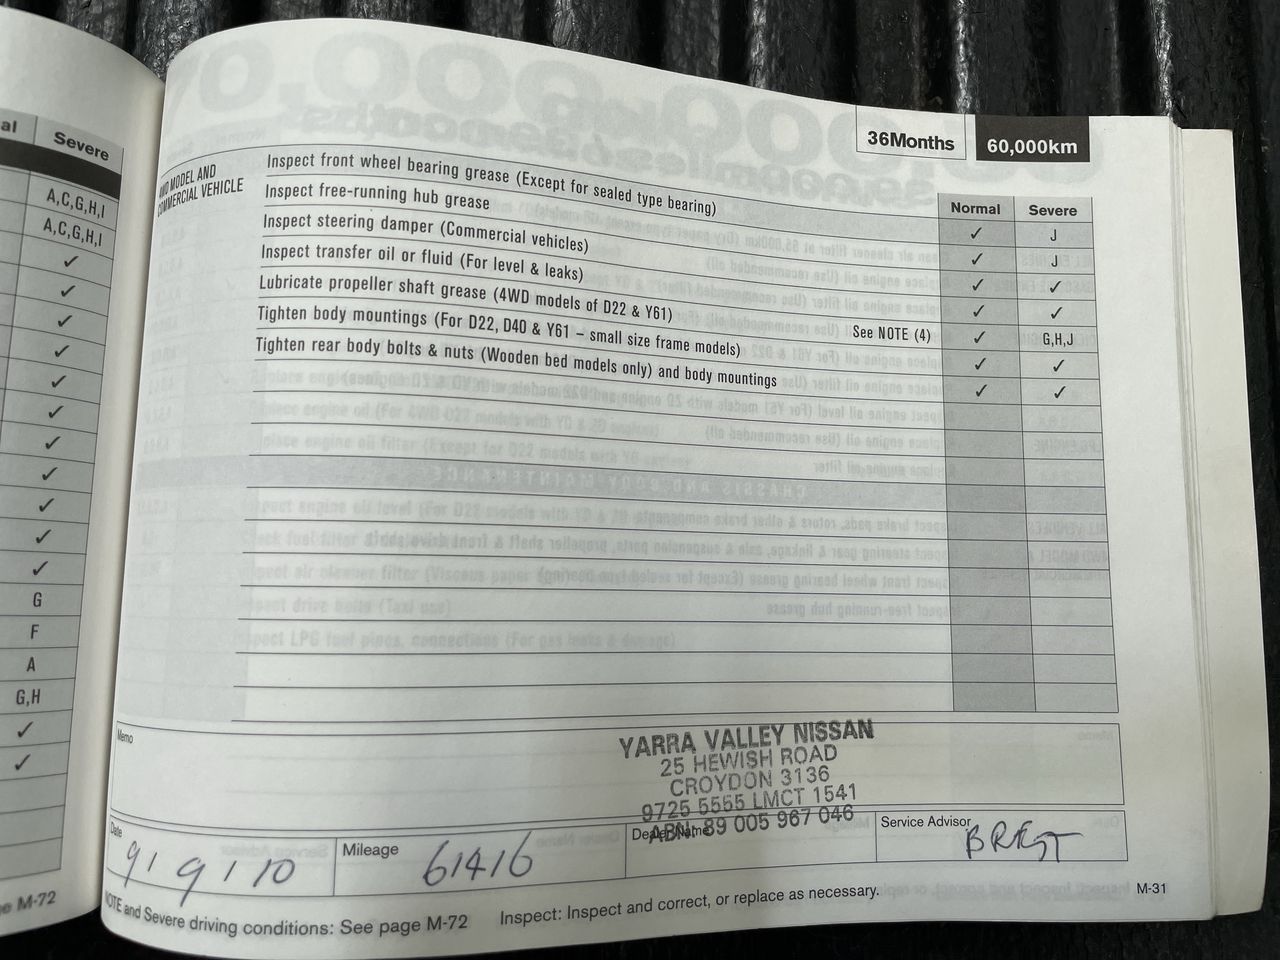 al
Severe
A,C,G,H,I
A,C,G,H,I
✓
✓
✓
✓
✓
✓
✓
✓
✓
✓
✓
G
F
A
G,H
✓
✓
e M-72
36Months 60,000km
Normal Severe
4WD MODEL AND
COMMERCIAL VEHICLE
Inspect front wheel bearing grease (Except for sealed type bearing) ✓ J
Inspect free-running hub grease ✓ J
Inspect steering damper (Commercial vehicles) ✓ ✓
Inspect transfer oil or fluid (For level & leaks) ✓ ✓
Lubricate propeller shaft grease (4WD models of D22 & Y61) See NOTE (4) ✓ G,H,J
Tighten body mountings (For D22, D40 & Y61 – small size frame models) ✓ ✓
Tighten rear body bolts & nuts (Wooden bed models only) and body mountings ✓ ✓
Memo
YARRA VALLEY NISSAN
25 HEWISH ROAD
CROYDON 3136
9725 5555 LMCT 1541
ABN: 89 005 967 046
Date 9 1 9 1 10
Mileage 61416
Dealer Name
Service Advisor
NOTE and Severe driving conditions: See page M-72 Inspect: Inspect and correct, or replace as necessary. M-31